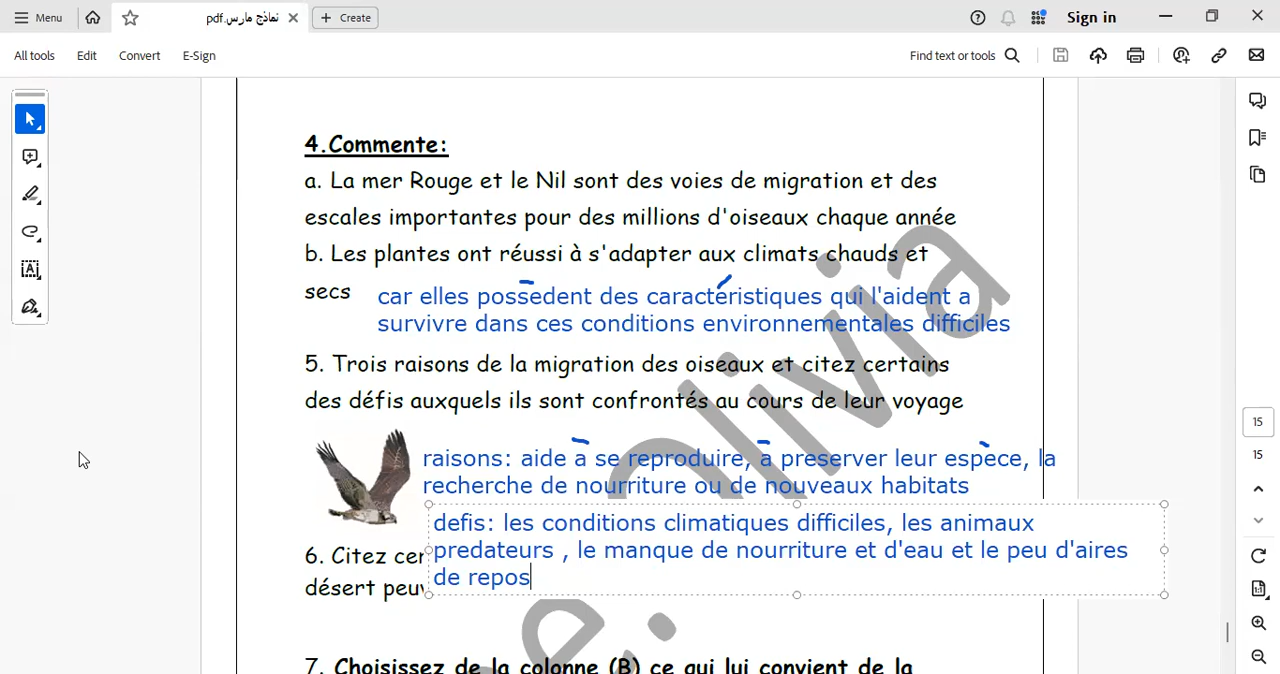 Menu
نماذج مارس.pdf
Create
Sign in
All tools
Edit
Convert
E-Sign
Find text or tools
4.Commente:
a. La mer Rouge et le Nil sont des voies de migration et des
escales importantes pour des millions d'oiseaux chaque année
b. Les plantes ont réussi à s'adapter aux climats chauds et
secs
car elles possedent des caracteristiques qui l'aident a
survivre dans ces conditions environnementales difficiles
5. Trois raisons de la migration des oiseaux et citez certains
des défis auxquels ils sont confrontés au cours de leur voyage
raisons: aide a se reproduire, a preserver leur espece, la
recherche de nourriture ou de nouveaux habitats
defis: les conditions climatiques difficiles, les animaux
predateurs , le manque de nourriture et d'eau et le peu d'aires
de repos
6. Citez cer
désert peuv
7. Choisissez de la colonne (B) ce qui lui convient de la
15
15